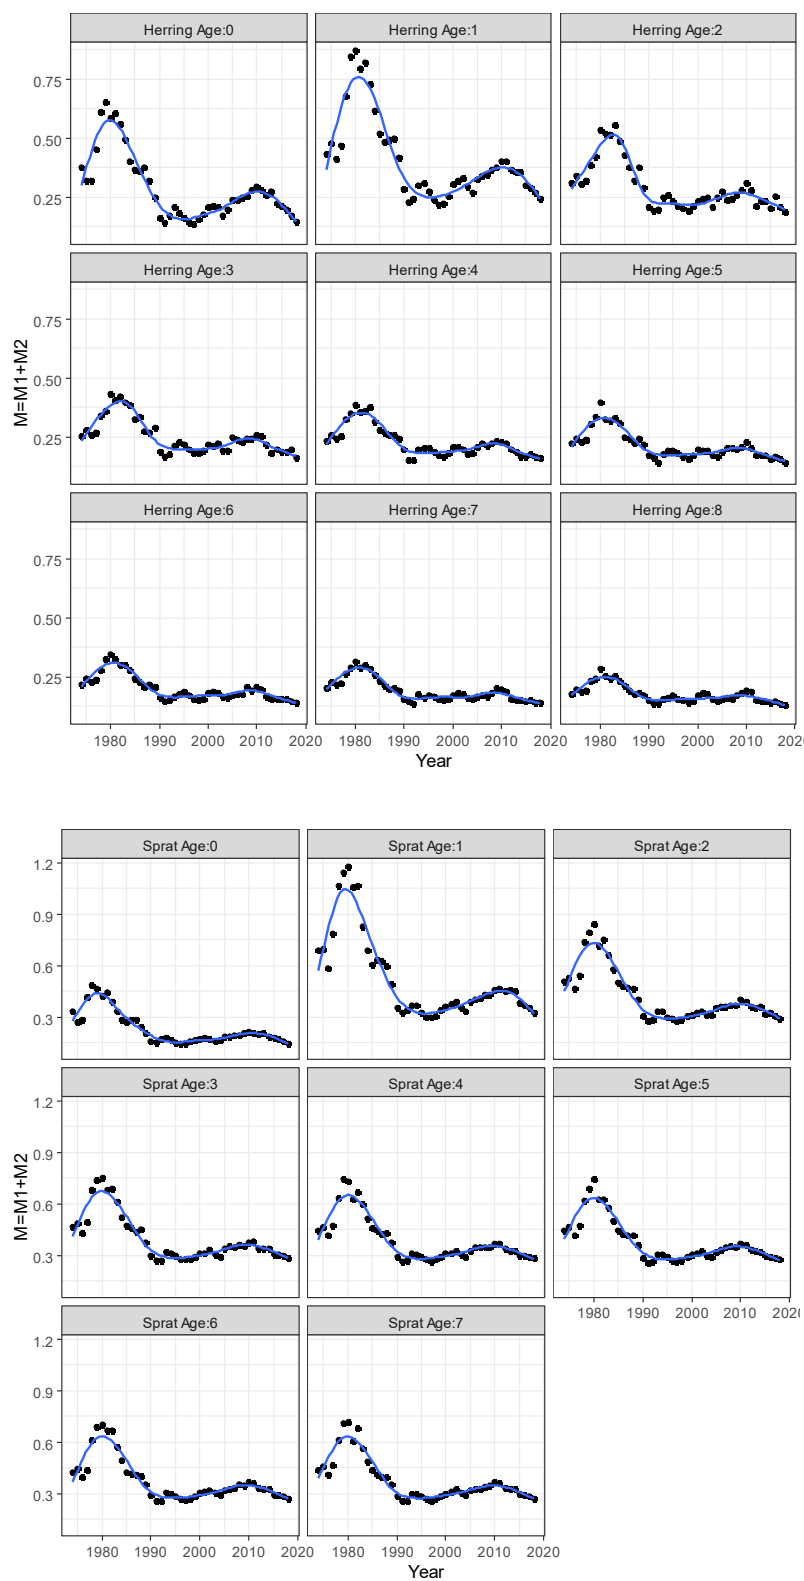 Herring Age:0 Herring Age:1 Herring Age:2
0.75
0.50
0.25
Herring Age:3 Herring Age:4 Herring Age:5
0.75
0.50
0.25
M=M1+M2
Herring Age:6 Herring Age:7 Herring Age:8
0.75
0.50
0.25
1980 1990 2000 2010 2020 1980 1990 2000 2010 2020 1980 1990 2000 2010 202
Year
Sprat Age:0 Sprat Age:1 Sprat Age:2
1.2
0.9
0.6
0.3
Sprat Age:3 Sprat Age:4 Sprat Age:5
1.2
0.9
0.6
0.3
M=M1+M2
1980 1990 2000 2010 2020
Sprat Age:6 Sprat Age:7
1.2
0.9
0.6
0.3
1980 1990 2000 2010 2020 1980 1990 2000 2010 2020
Year